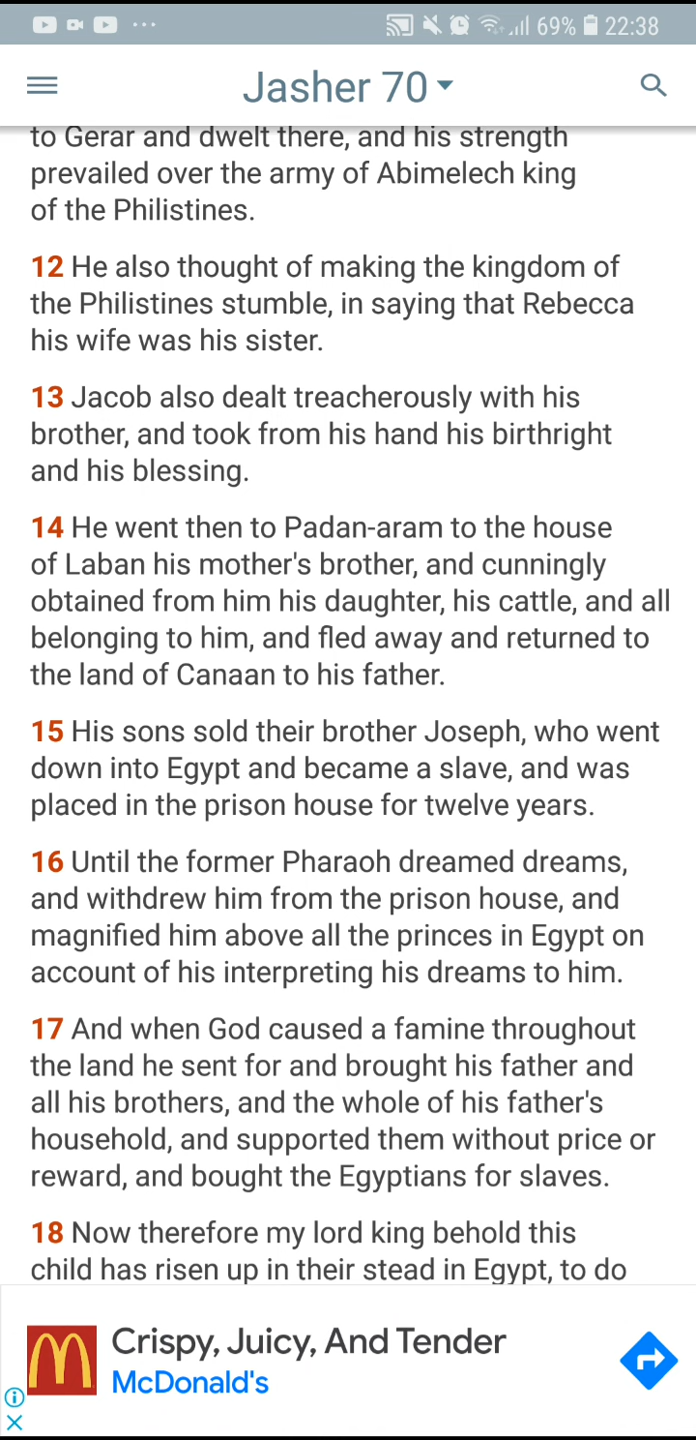 69% 22:38
Jasher 70
to Gerar and dwelt there, and his strength
prevailed over the army of Abimelech king
of the Philistines.
12 He also thought of making the kingdom of
the Philistines stumble, in saying that Rebecca
his wife was his sister.
13 Jacob also dealt treacherously with his
brother, and took from his hand his birthright
and his blessing.
14 He went then to Padan-aram to the house
of Laban his mother's brother, and cunningly
obtained from him his daughter, his cattle, and all
belonging to him, and fled away and returned to
the land of Canaan to his father.
15 His sons sold their brother Joseph, who went
down into Egypt and became a slave, and was
placed in the prison house for twelve years.
16 Until the former Pharaoh dreamed dreams,
and withdrew him from the prison house, and
magnified him above all the princes in Egypt on
account of his interpreting his dreams to him.
17 And when God caused a famine throughout
the land he sent for and brought his father and
all his brothers, and the whole of his father's
household, and supported them without price or
reward, and bought the Egyptians for slaves.
18 Now therefore my lord king behold this
child has risen up in their stead in Egypt, to do
Crispy, Juicy, And Tender
McDonald's